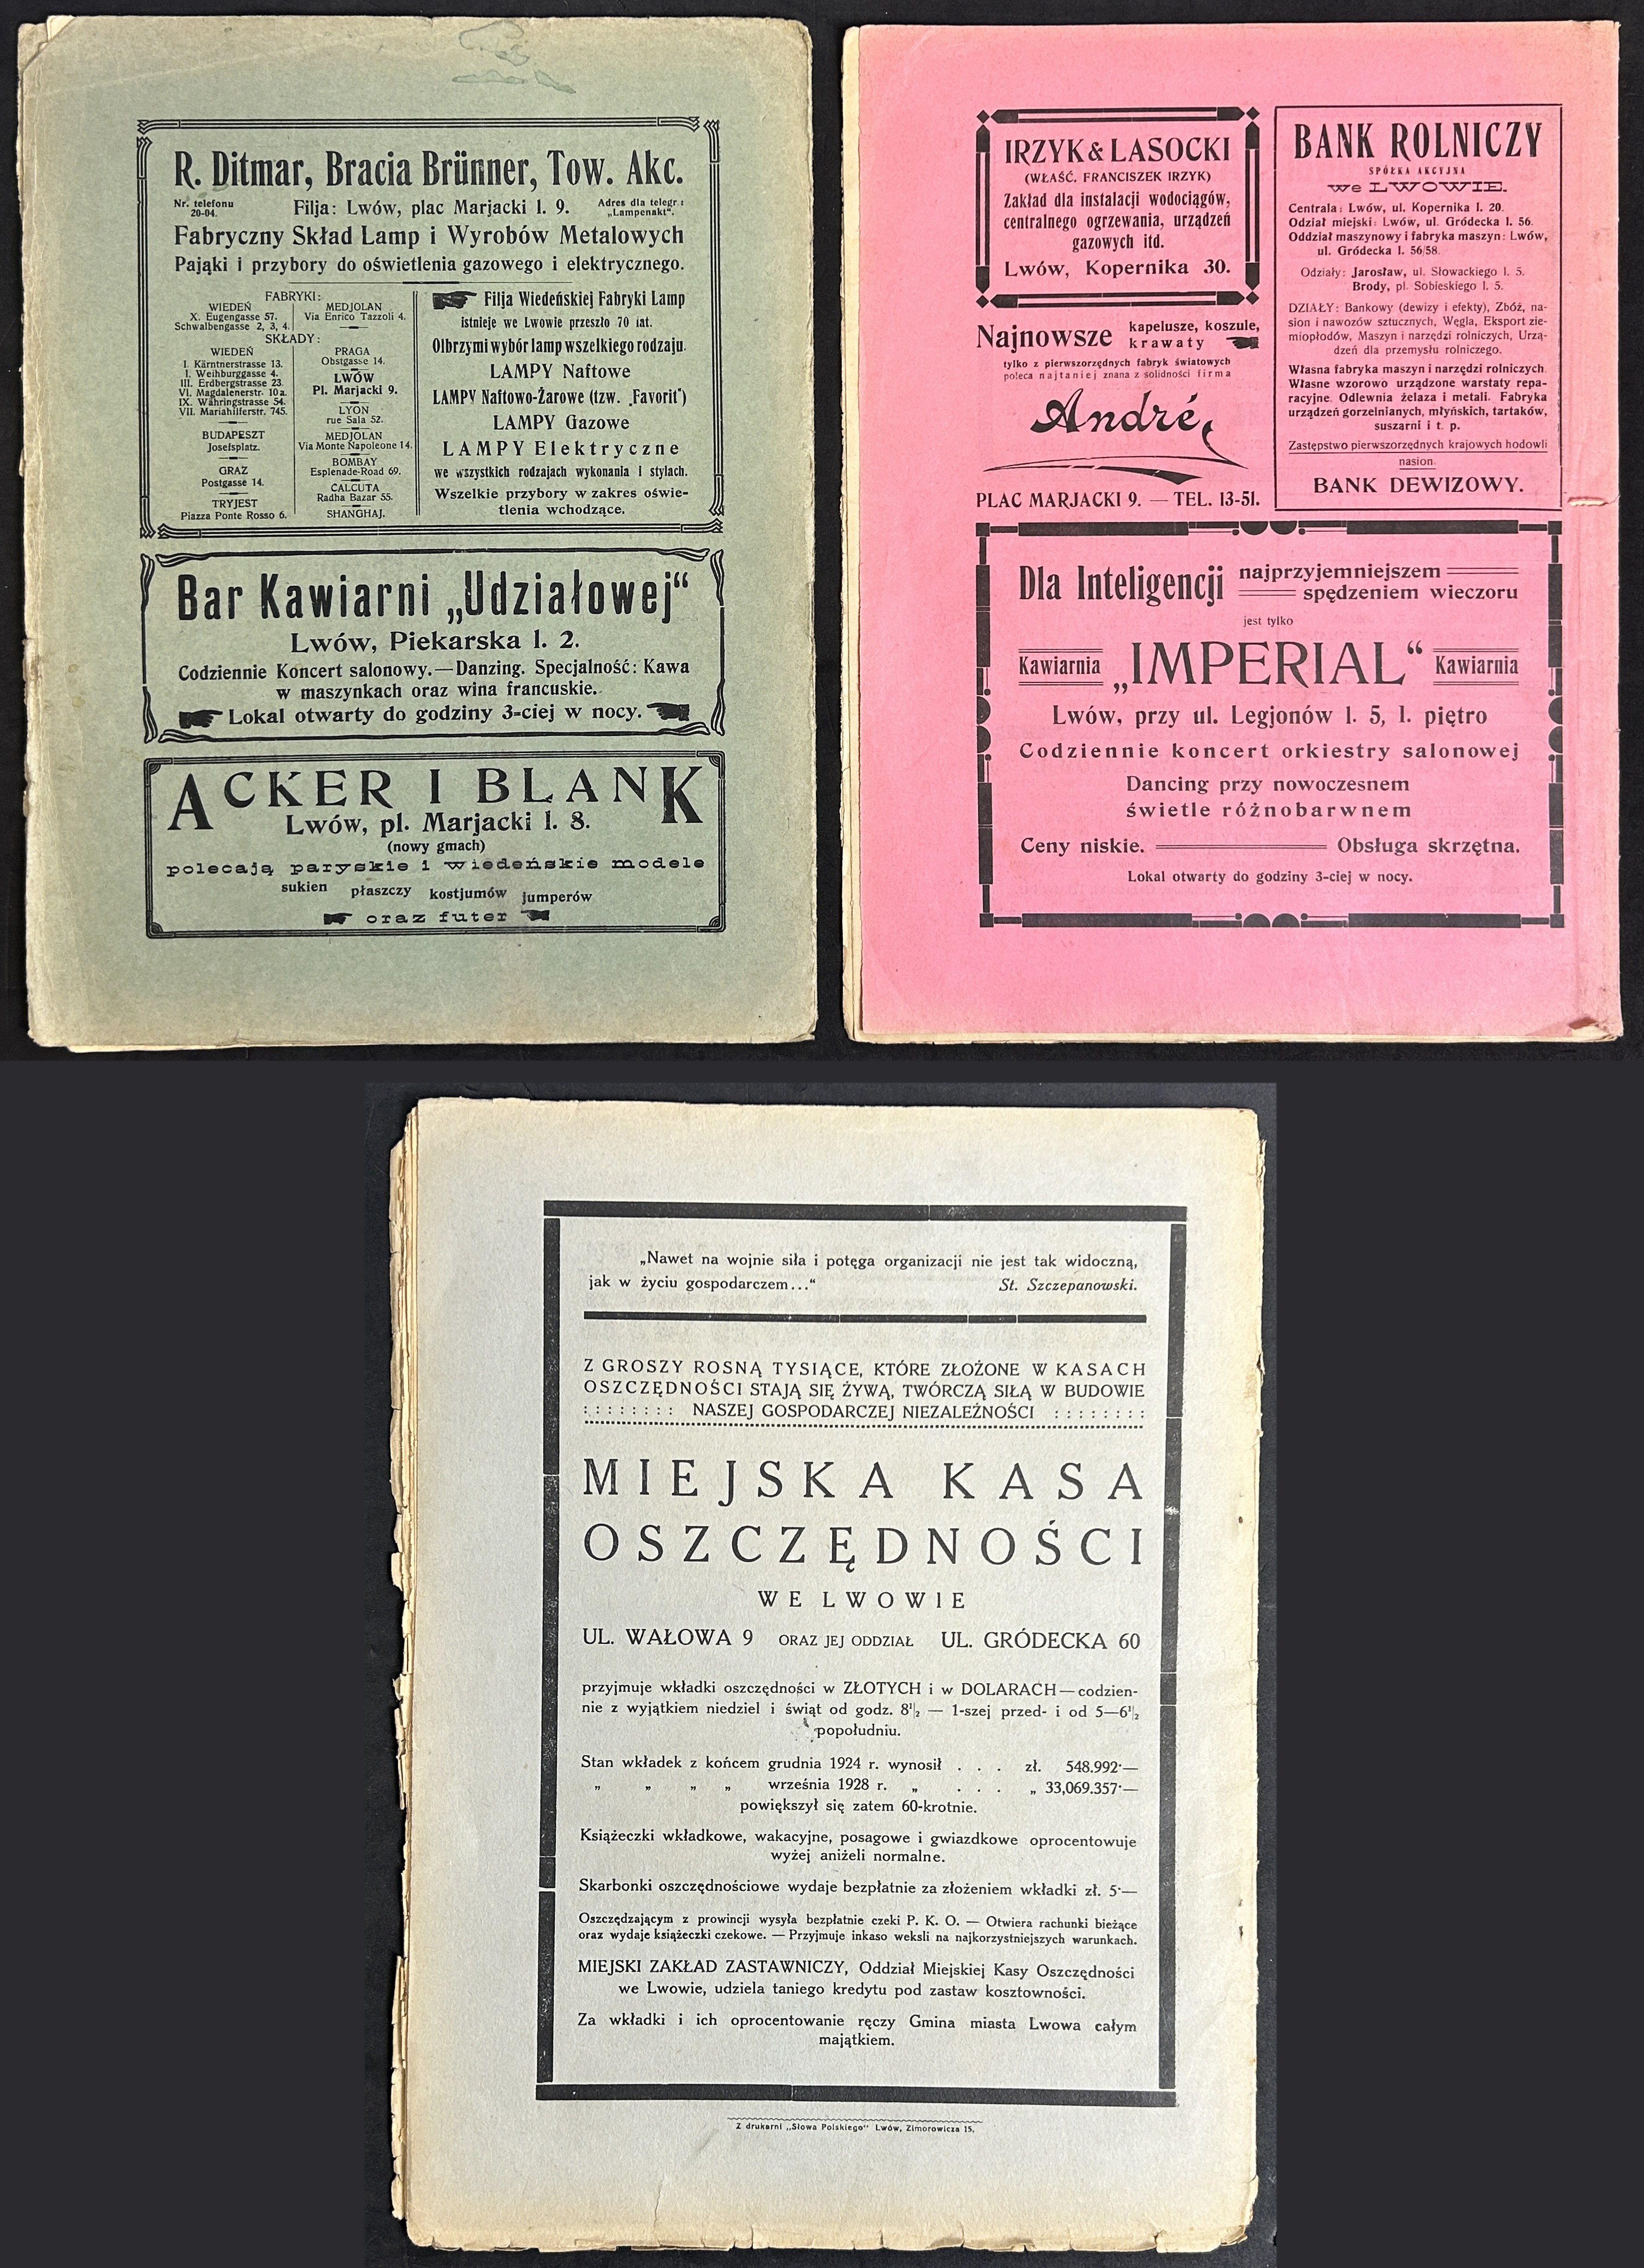 R. Ditmar, Bracia Brünner, Tow. Akc.
Nr. telefonu
20-04.
Filja: Lwów, plac Marjacki l. 9.
Adres dla telegr:
„Lampenakt“.
Fabryczny Skład Lamp i Wyrobów Metalowych
Pająki i przybory do oświetlenia gazowego i elektrycznego.
FABRYKI:
WIEDEŃ
X. Eugengasse 57.
Schwalbengasse 2, 3, 4.
MEDJOLAN
Via Enrico Tazzoli 4.
SKŁADY:
WIEDEŃ
I. Kärntnerstrasse 13.
I. Weihburggasse 4.
III. Erdbergstrasse 23.
VI. Magdalenerstr. 10a.
IX. Währingstrasse 54.
VII. Mariahilferstr. 745.
BUDAPESZT
Josefsplatz.
GRAZ
Postgasse 14.
TRYJEST
Piazza Ponte Rosso 6.
PRAGA
Obstgasse 14.
LWÓW
Pl. Marjacki 9.
LYON
rue Sala 52.
MEDJOLAN
Via Monte Napoleone 14.
BOMBAY
Esplenade-Road 69.
CALCUTA
Radha Bazar 55.
SHANGHAJ.
Filja Wiedeńskiej Fabryki Lamp
istnieje we Lwowie przeszło 70 lat.
Olbrzymi wybór lamp wszelkiego rodzaju.
LAMPY Naftowe
LAMPY Naftowo-Żarowe (tzw. „Favorit“)
LAMPY Gazowe
LAMPY Elektryczne
we wszystkich rodzajach wykonania i stylach.
Wszelkie przybory w zakres oświe-
tlenia wchodzące.
Bar Kawiarni „Udziałowej“
Lwów, Piekarska l. 2.
Codziennie Koncert salonowy.—Danzing. Specjalność: Kawa
w maszynkach oraz wina francuskie.
Lokal otwarty do godziny 3-ciej w nocy.
ACKER I BLANK
Lwów, pl. Marjacki l. 8.
(nowy gmach)
polecają paryskie i wiedeńskie modele
sukien płaszczy kostjumów jumperów
oraz futer
IRZYK & LASOCKI
(WŁAŚĆ. FRANCISZEK IRZYK)
Zakład dla instalacji wodociągów,
centralnego ogrzewania, urządzeń
gazowych itd.
Lwów, Kopernika 30.
Najnowsze kapelusze, koszule,
krawaty
tylko z pierwszorzędnych fabryk światowych
poleca najtaniej znana z solidności firma
André
PLAC MARJACKI 9. — TEL. 13-51.
BANK ROLNICZY
SPÓŁKA AKCYJNA
we LWOWIE.
Centrala: Lwów, ul. Kopernika l. 20.
Odział miejski: Lwów, ul. Gródecka l. 56.
Oddział maszynowy i fabryka maszyn: Lwów,
ul. Gródecka l. 56/58.
Odziały: Jarosław, ul. Słowackiego l. 5.
Brody, pl. Sobieskiego l. 5.
DZIAŁY: Bankowy (dewizy i efekty), Zbóż, na-
sion i nawozów sztucznych, Węgla, Eksport zie-
miopłodów, Maszyn i narzędzi rolniczych, Urzą-
dzeń dla przemysłu rolniczego.
Własna fabryka maszyn i narzędzi rolniczych.
Własne wzorowo urządzone warstaty repa-
racyjne. Odlewnia żelaza i metali. Fabryka
urządzeń gorzelnianych, młyńskich, tartaków,
suszarni i t. p.
Zastępstwo pierwszorzędnych krajowych hodowli
nasion.
BANK DEWIZOWY.
Dla Inteligencji najprzyjemniejszem
spędzeniem wieczoru
jest tylko
Kawiarnia „IMPERIAL“ Kawiarnia
Lwów, przy ul. Legjonów l. 5, I. piętro
Codziennie koncert orkiestry salonowej
Dancing przy nowoczesnem
świetle różnobarwnem
Ceny niskie. Obsługa skrzętna.
Lokal otwarty do godziny 3-ciej w nocy.
„Nawet na wojnie siła i potęga organizacji nie jest tak widoczną,
jak w życiu gospodarczem...“ St. Szczepanowski.
Z GROSZY ROSNĄ TYSIĄCE, KTÓRE ZŁOŻONE W KASACH
OSZCZĘDNOŚCI STAJĄ SIĘ ŻYWĄ, TWÓRCZĄ SIŁĄ W BUDOWIE
: : : : : : : : NASZEJ GOSPODARCZEJ NIEZALEŻNOŚCI : : : : : : : :
MIEJSKA KASA
OSZCZĘDNOŚCI
WE LWOWIE
UL. WAŁOWA 9 ORAZ JEJ ODDZIAŁ UL. GRÓDECKA 60
przyjmuje wkładki oszczędności w ZŁOTYCH i w DOLARACH—codzien-
nie z wyjątkiem niedziel i świąt od godz. 8½ — 1-szej przed- i od 5—6½
popołudniu.
Stan wkładek z końcem grudnia 1924 r. wynosił . . . zł. 548.992·—
„ „ „ „ września 1928 r. „ . . . „ 33,069.357·—
powiększył się zatem 60-krotnie.
Książeczki wkładkowe, wakacyjne, posagowe i gwiazdkowe oprocentowuje
wyżej aniżeli normalne.
Skarbonki oszczędnościowe wydaje bezpłatnie za złożeniem wkładki zł. 5·—
Oszczędzającym z prowincji wysyła bezpłatnie czeki P. K. O. — Otwiera rachunki bieżące
oraz wydaje książeczki czekowe. — Przyjmuje inkaso weksli na najkorzystniejszych warunkach.
MIEJSKI ZAKŁAD ZASTAWNICZY, Oddział Miejskiej Kasy Oszczędności
we Lwowie, udziela taniego kredytu pod zastaw kosztowności.
Za wkładki i ich oprocentowanie ręczy Gmina miasta Lwowa całym
majątkiem.
Z drukarni „Słowa Polskiego“ Lwów, Zimorowicza 15.